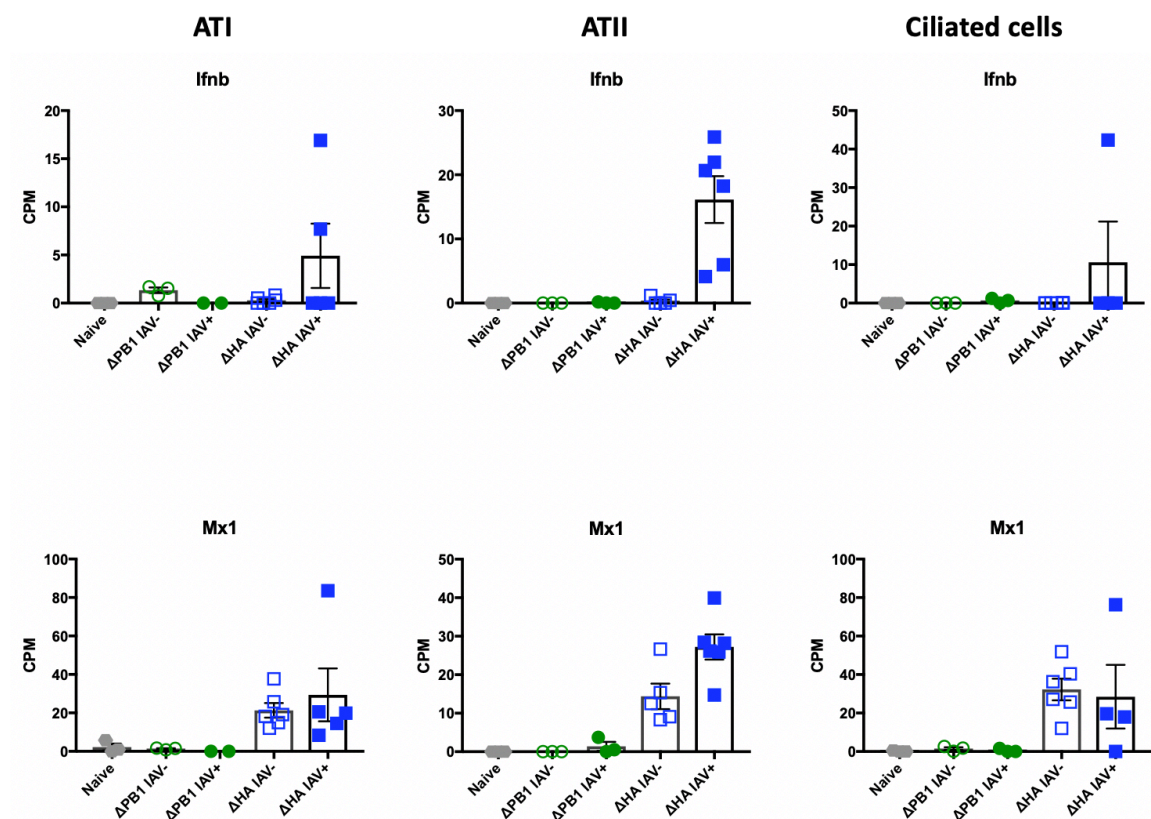 ATI ATII Ciliated cells
Ifnb Ifnb Ifnb
20 30 50
15 40
20 30
CPM 10 CPM CPM
10 20
5 10
0 0 0
Naive ΔPB1 IAV- ΔPB1 IAV+ ΔHA IAV- ΔHA IAV+ Naive ΔPB1 IAV- ΔPB1 IAV+ ΔHA IAV- ΔHA IAV+ Naive ΔPB1 IAV- ΔPB1 IAV+ ΔHA IAV- ΔHA IAV+
Mx1 Mx1 Mx1
100 50 100
80 40 80
60 30 60
CPM CPM CPM
40 20 40
20 10 20
0 0 0
Naive ΔPB1 IAV- ΔPB1 IAV+ ΔHA IAV- ΔHA IAV+ Naive ΔPB1 IAV- ΔPB1 IAV+ ΔHA IAV- ΔHA IAV+ Naive ΔPB1 IAV- ΔPB1 IAV+ ΔHA IAV- ΔHA IAV+